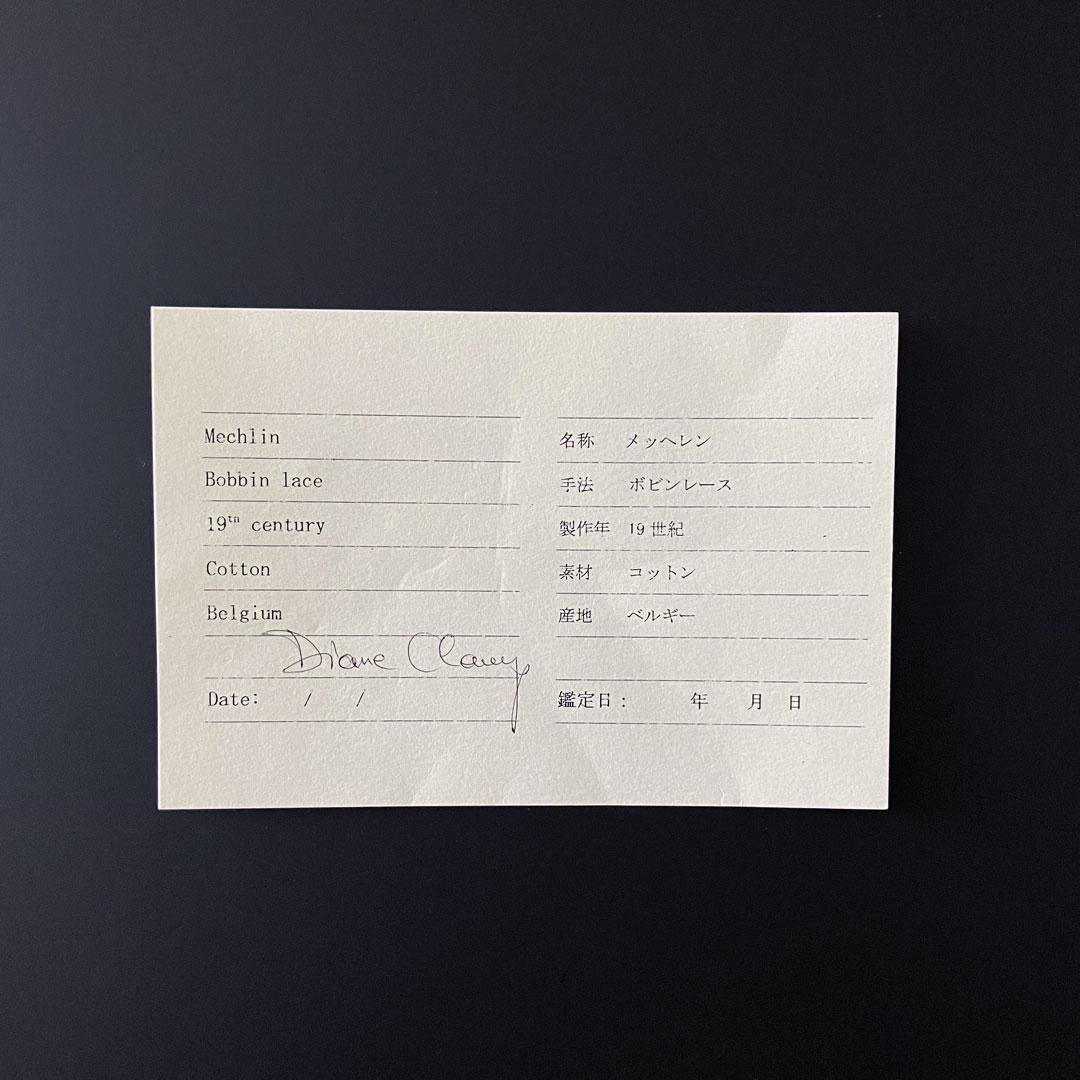 Mechlin
Bobbin lace
19th century
Cotton
Belgium
Diane
Date: / /
名称 メッヘレン
手法 ボビンレース
製作年 19世紀
素材 コットン
産地 ベルギー
鑑定日: 年 月 日